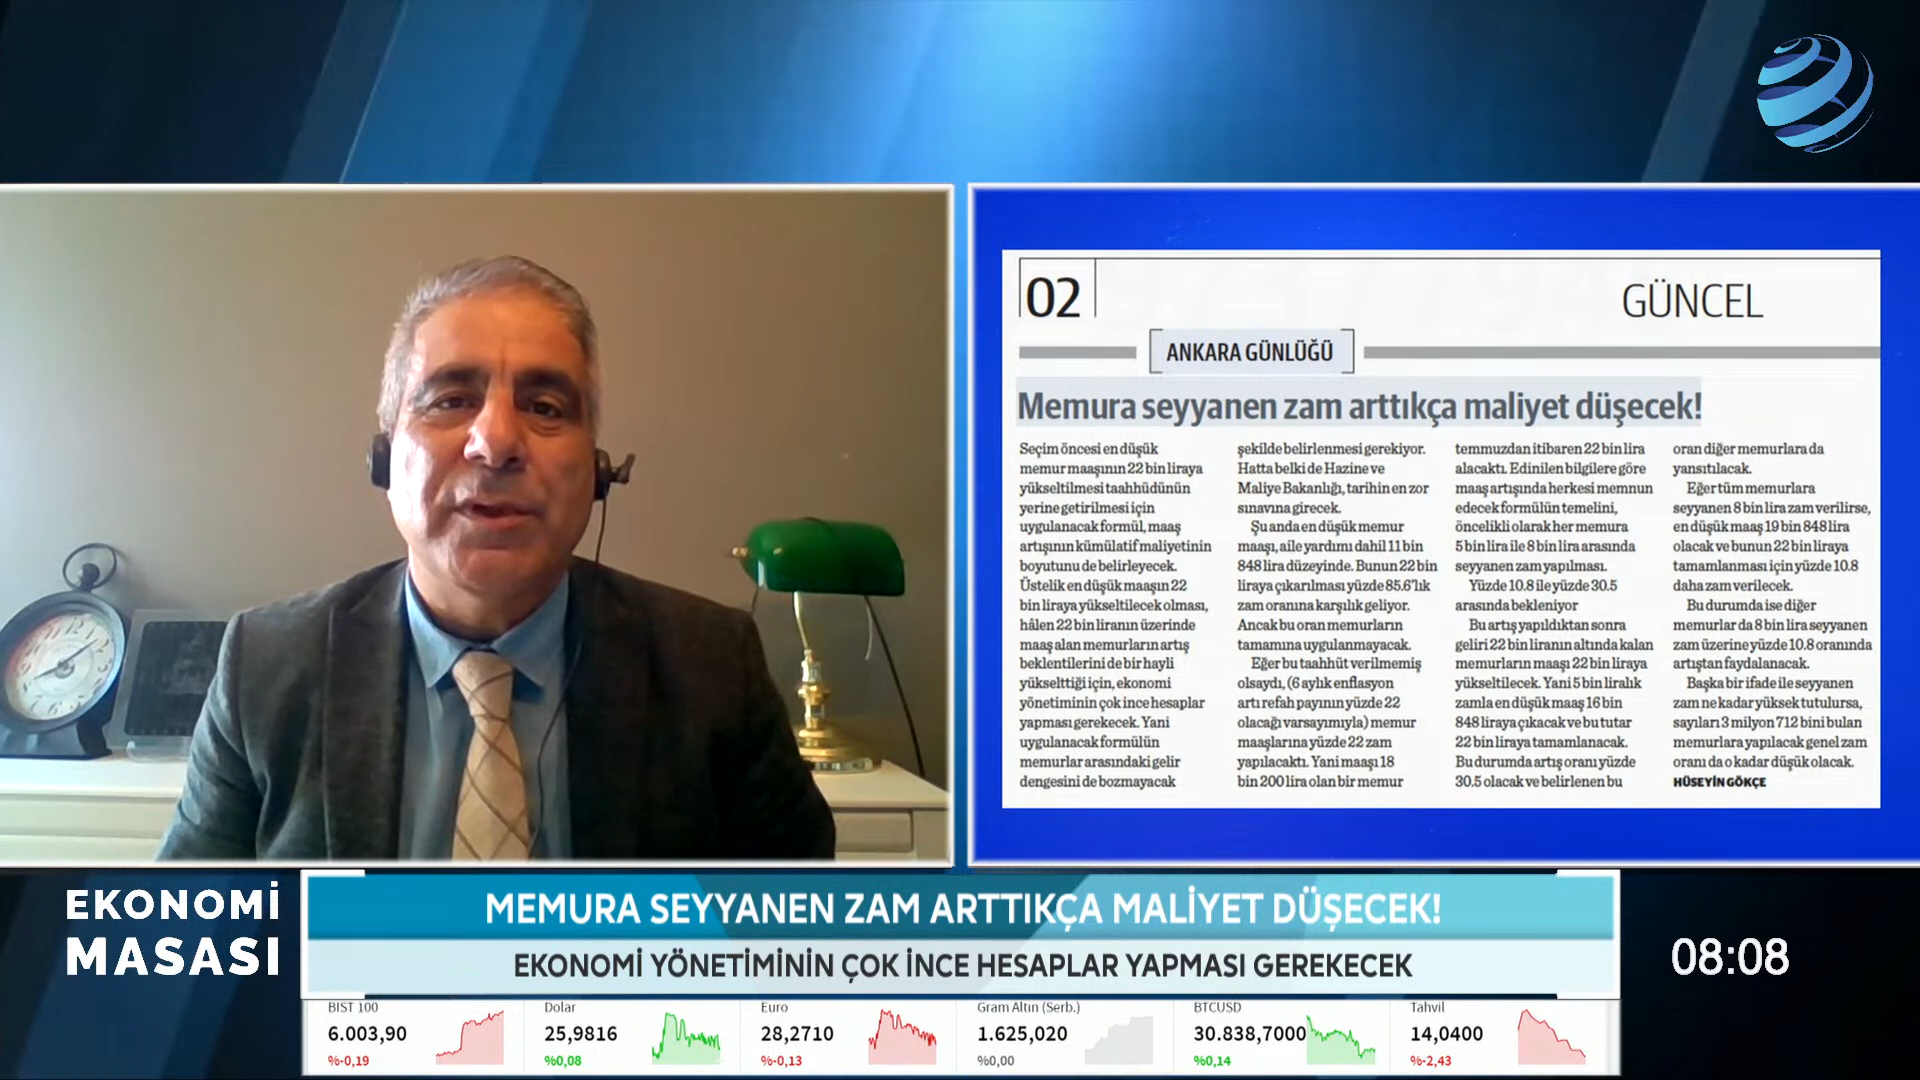 02
GÜNCEL
ANKARA GÜNLÜĞÜ
Memura seyyanen zam arttıkça maliyet düşecek!
Seçim öncesi en düşük
memur maaşının 22 bin liraya
yükseltilmesi taahhüdünün
yerine getirilmesi için
uygulanacak formül, maaş
artışının kümülatif maliyetinin
boyutunu de belirleyecek.
Üstelik en düşük maaşın 22
bin liraya yükseltilecek olması,
hâlen 22 bin liranın üzerinde
maaş alan memurların artış
beklentilerini de bir hayli
yükselttiği için, ekonomi
yönetiminin çok ince hesaplar
yapması gerekecek. Yani
uygulanacak formülün
memurlar arasındaki gelir
dengesini de bozmayacak
şekilde belirlenmesi gerekiyor.
Hatta belki de Hazine ve
Maliye Bakanlığı, tarihin en zor
sınavına girecek.
Şu anda en düşük memur
maaşı, aile yardımı dahil 11 bin
848 lira düzeyinde. Bunun 22 bin
liraya çıkarılması yüzde 85.6'lık
zam oranına karşılık geliyor.
Ancak bu oran memurların
tamamına uygulanmayacak.
Eğer bu taahhüt verilmemiş
olsaydı, (6 aylık enflasyon
artı refah payının yüzde 22
olacağı varsayımıyla) memur
maaşlarına yüzde 22 zam
yapılacaktı. Yani maaşı 18
bin 200 lira olan bir memur
temmuzdan itibaren 22 bin lira
alacaktı. Edinilen bilgilere göre
maaş artışında herkesi memnun
edecek formülün temelini,
öncelikli olarak her memura
5 bin lira ile 8 bin lira arasında
seyyanen zam yapılması.
Yüzde 10.8 ile yüzde 30.5
arasında bekleniyor
Bu artış yapıldıktan sonra
geliri 22 bin liranın altında kalan
memurların maaşı 22 bin liraya
yükseltilecek. Yani 5 bin liralık
zamla en düşük maaş 16 bin
848 liraya çıkacak ve bu tutar
22 bin liraya tamamlanacak.
Bu durumda artış oranı yüzde
30.5 olacak ve belirlenen bu
oran diğer memurlara da
yansıtılacak.
Eğer tüm memurlara
seyyanen 8 bin lira zam verilirse,
en düşük maaş 19 bin 848 lira
olacak ve bunun 22 bin liraya
tamamlanması için yüzde 10.8
daha zam verilecek.
Bu durumda ise diğer
memurlar da 8 bin lira seyyanen
zam üzerine yüzde 10.8 oranında
artıştan faydalanacak.
Başka bir ifade ile seyyanen
zam ne kadar yüksek tutulursa,
sayıları 3 milyon 712 bini bulan
memurlara yapılacak genel zam
oranı da o kadar düşük olacak.
HÜSEYİN GÖKÇE
EKONOMİ
MASASI
MEMURA SEYYANEN ZAM ARTTIKÇA MALİYET DÜŞECEK!
EKONOMİ YÖNETİMİNİN ÇOK İNCE HESAPLAR YAPMASI GEREKECEK
08:08
BIST 100
6.003,90
%-0,19
Dolar
25,9816
%0,08
Euro
28,2710
%-0,13
Gram Altın (Serb.)
1.625,020
%0,00
BTCUSD
30.838,7000
%0,14
Tahvil
14,0400
%-2,43